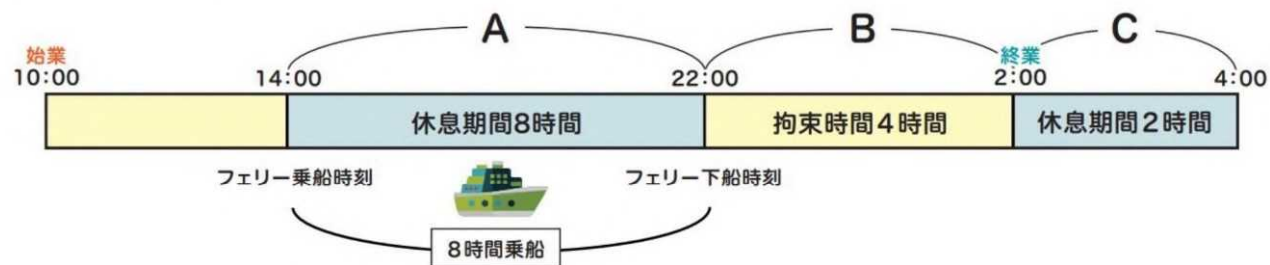 A
B
C
始業
終業
10:00
14:00
22:00
2:00
4:00
休息期間8時間
拘束時間4時間
休息期間2時間
フェリー乗船時刻
フェリー下船時刻
8時間乗船